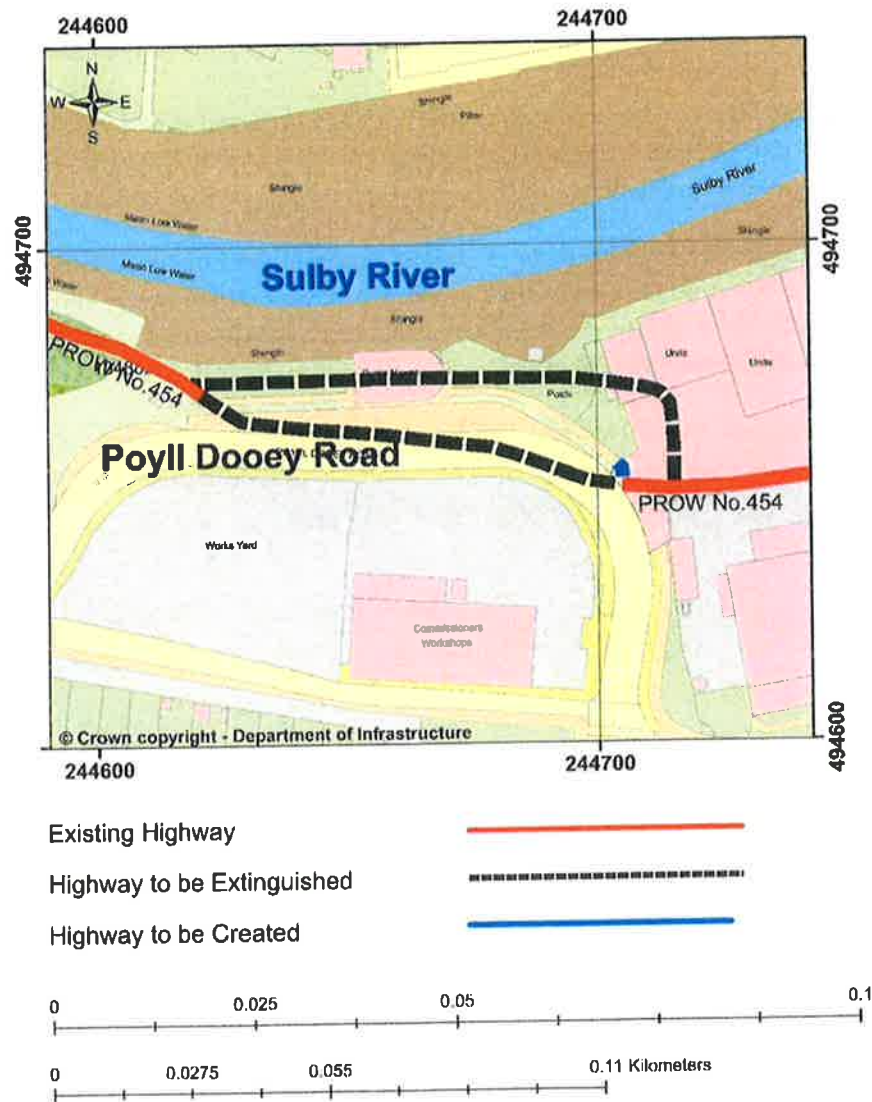 244600
244700
N
W E
S
Shingle
Shingle
Sulby River
494700
494700
Mean Low Water
Shingle
Mean Low Water
Sulby River
Water
Shingle
Shingle
Units
Units
PROW No.454
Posts
Poyll Dooey Road
PROW No.454
Works Yard
Commissioners
Workshops
© Crown copyright - Department of Infrastructure
494600
244600
244700
Existing Highway
Highway to be Extinguished
Highway to be Created
0 0.025 0.05 0.1
0 0.0275 0.055 0.11 Kilometers